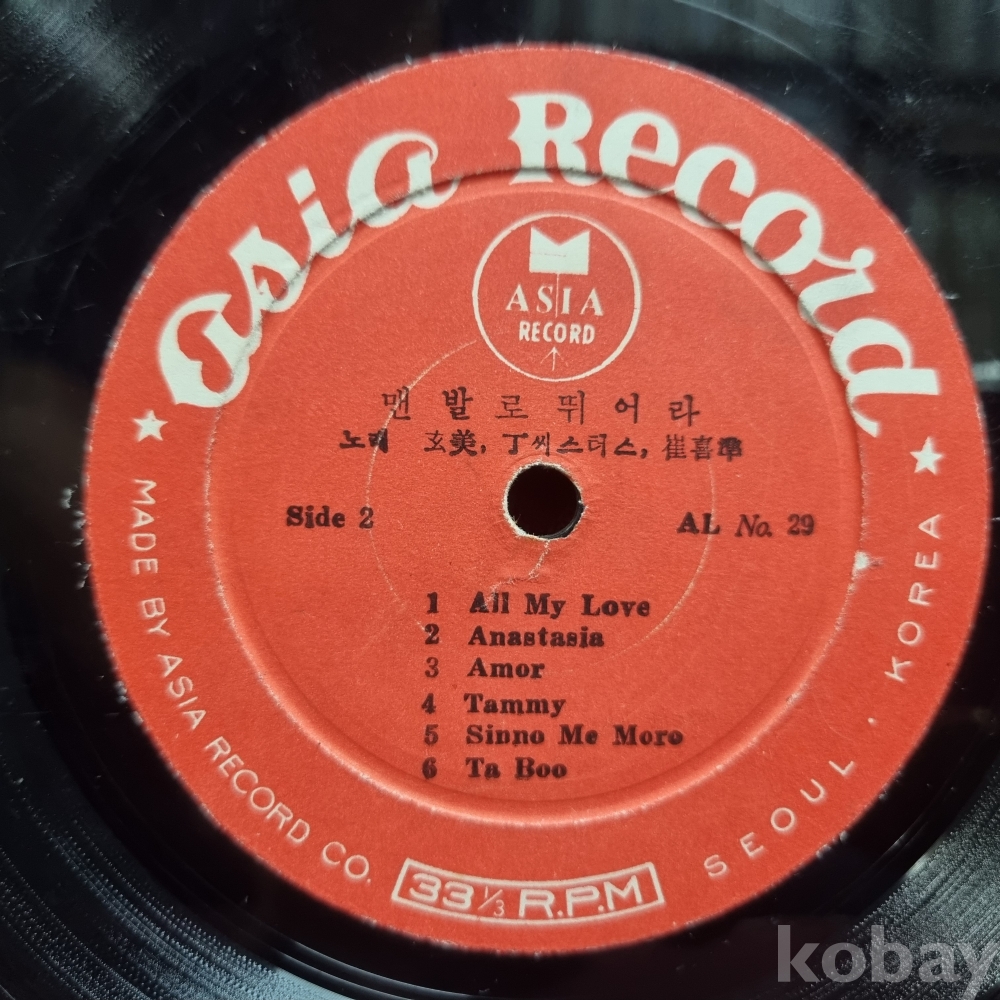 asia Record
ASIA
RECORD
맨발로뛰어라
노래 玄美, 丁씨스터스, 崔喜準
Side 2
AL No. 29
1 All My Love
2 Anastasia
3 Amor
4 Tammy
5 Sinno Me Moro
6 Ta Boo
MADE BY ASIA RECORD CO.
33 1/3 R.P.M
SEOUL. KOREA
kobay